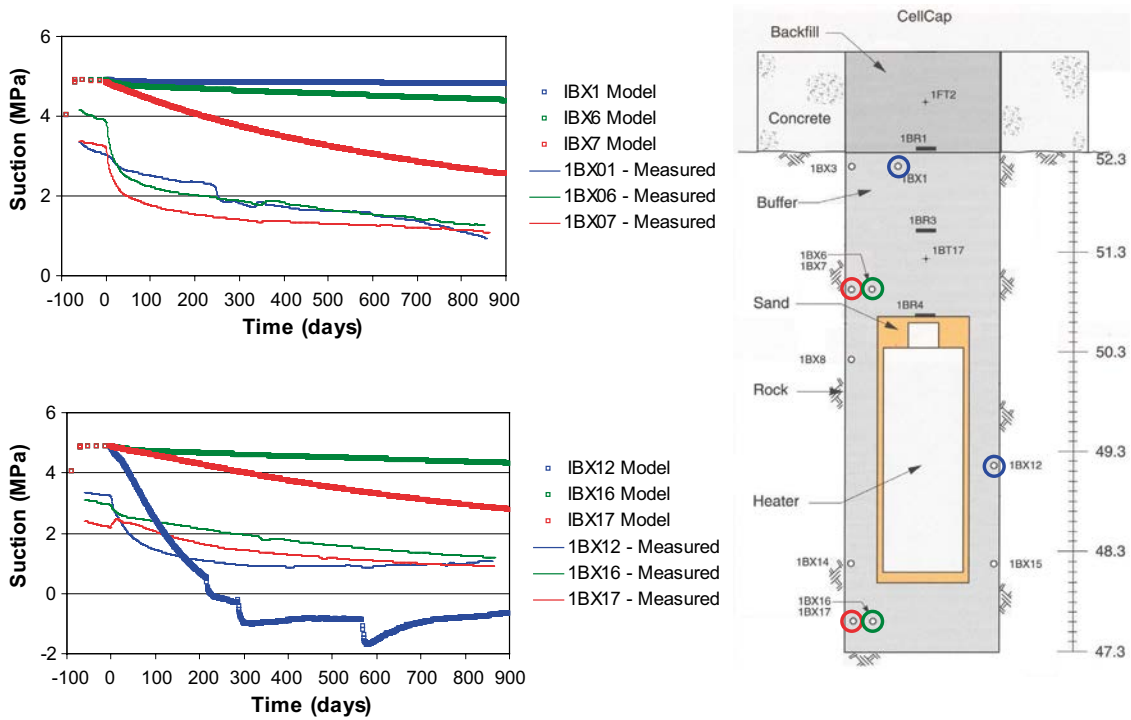 6
4
2
0
-100 0 100 200 300 400 500 600 700 800 900
Suction (MPa)
Time (days)
IBX1 Model
IBX6 Model
IBX7 Model
1BX01 - Measured
1BX06 - Measured
1BX07 - Measured
6
4
2
0
-2
-100 0 100 200 300 400 500 600 700 800 900
Suction (MPa)
Time (days)
IBX12 Model
IBX16 Model
IBX17 Model
1BX12 - Measured
1BX16 - Measured
1BX17 - Measured
CellCap
Backfill
1FT2
Concrete
1BR1
52.3
1BX3
1BX1
Buffer
1BR3
1BT17
51.3
1BX6
1BX7
Sand
1BR4
50.3
1BX8
Rock
49.3
1BX12
Heater
48.3
1BX14
1BX15
1BX16
1BX17
47.3